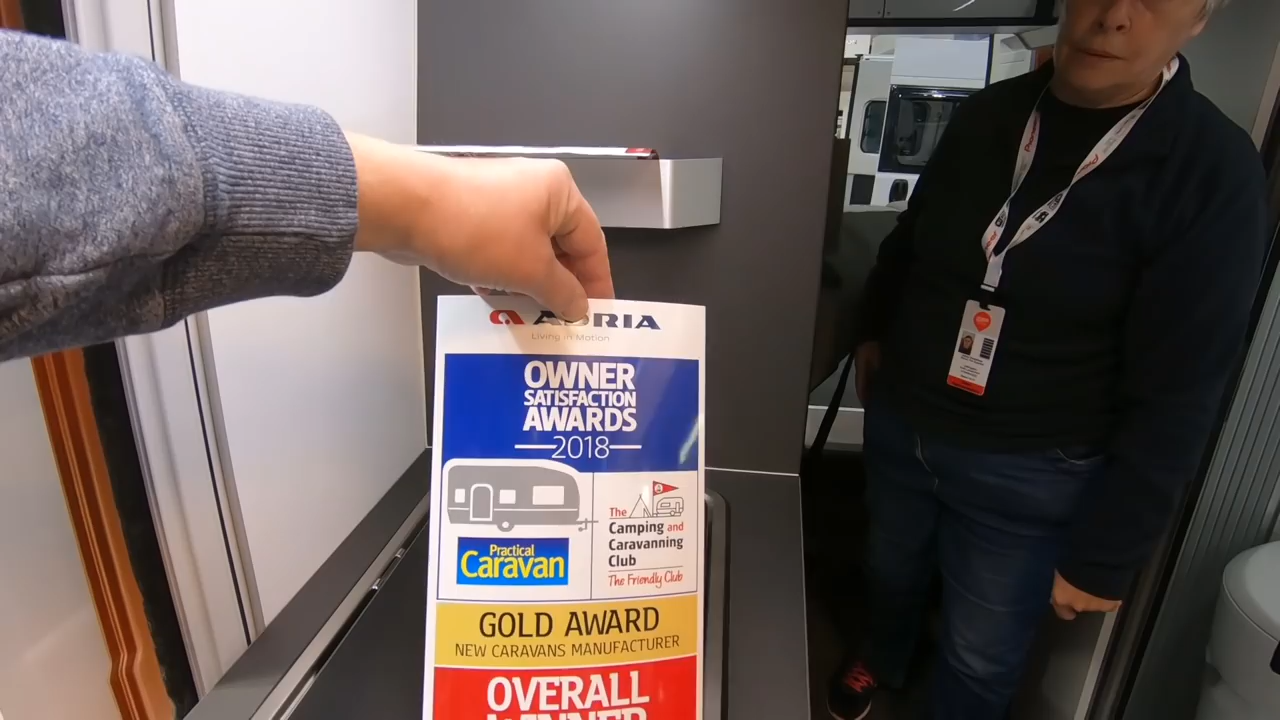 ADRIA
Living in Motion
OWNER
SATISFACTION
AWARDS
2018
The
Camping and
Caravanning
Club
The Friendly Club
Practical
Caravan
GOLD AWARD
NEW CARAVANS MANUFACTURER
OVERALL
WINNER